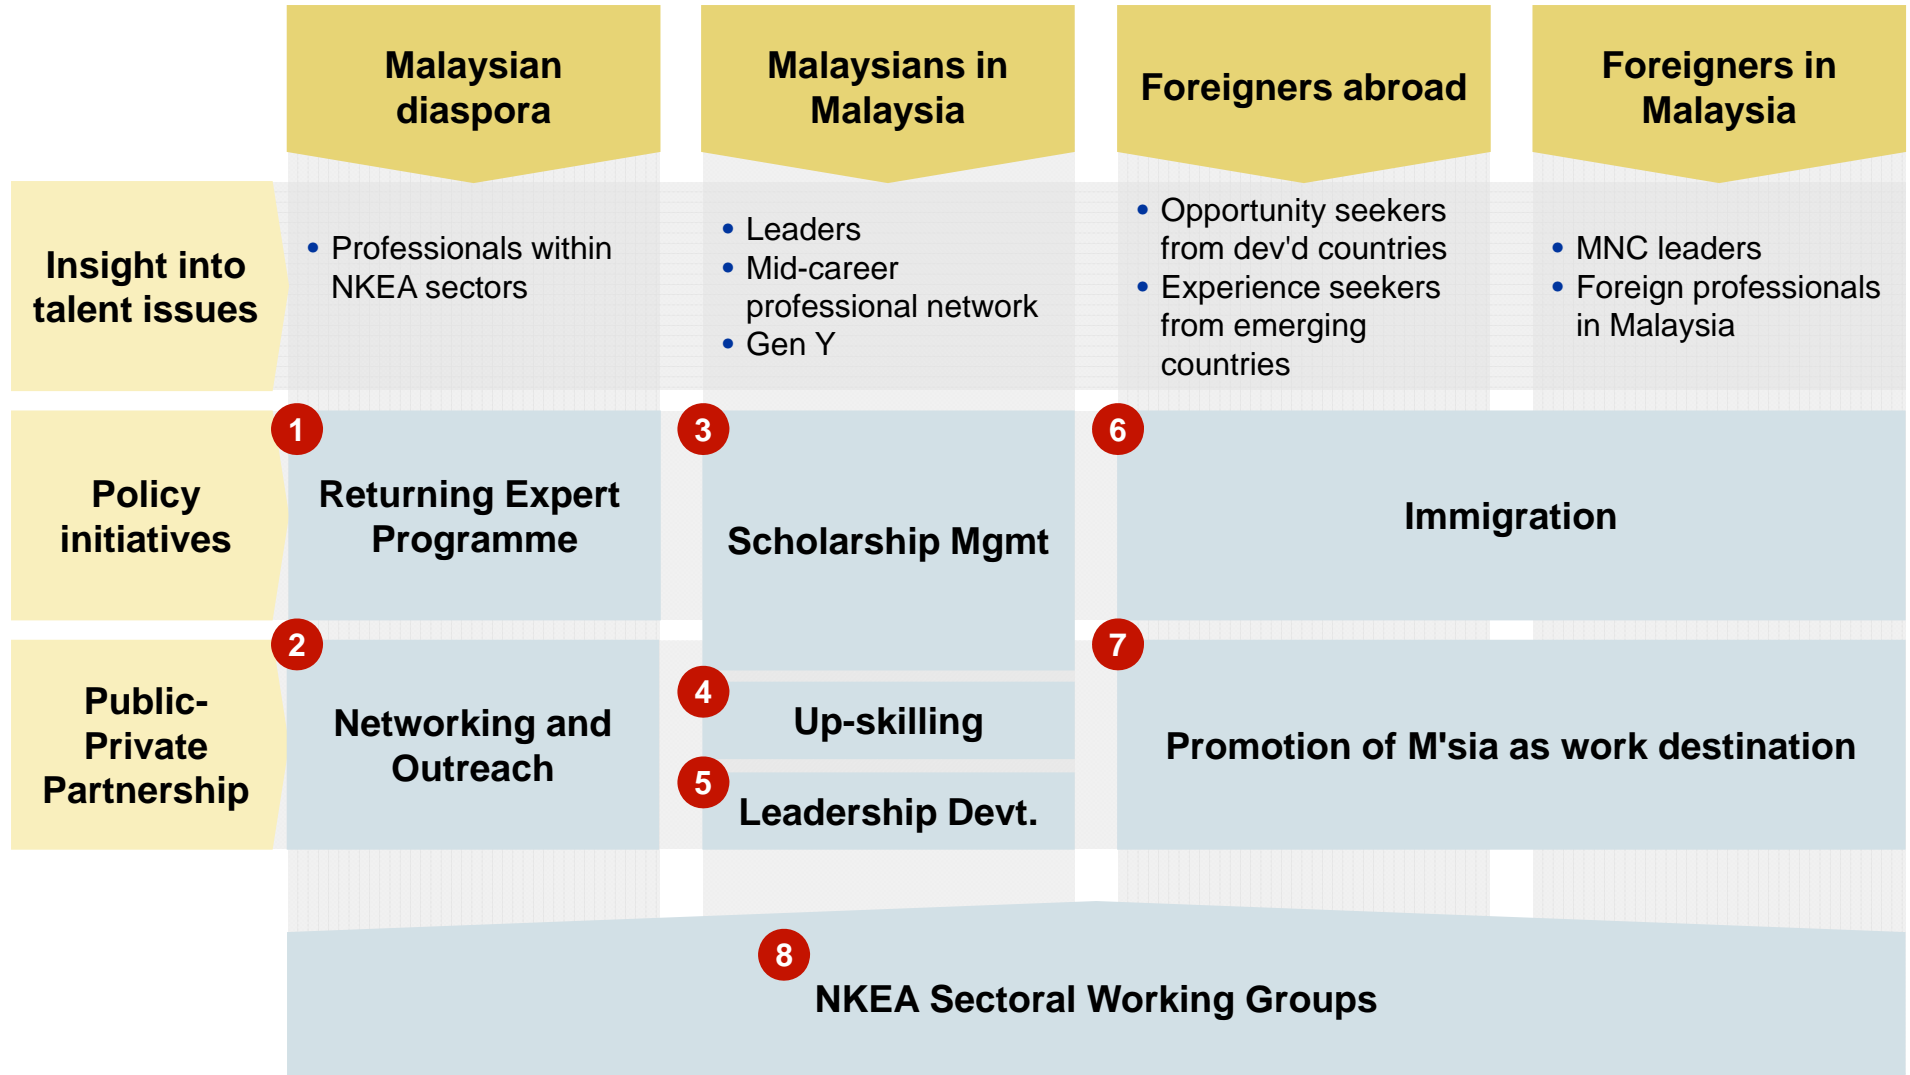 Malaysian
diaspora
Malaysians in
Malaysia
Foreigners abroad
Foreigners in
Malaysia
Insight into
talent issues
• Professionals within
NKEA sectors
• Leaders
• Mid-career
professional network
• Gen Y
• Opportunity seekers
from dev'd countries
• Experience seekers
from emerging
countries
• MNC leaders
• Foreign professionals
in Malaysia
Policy
initiatives
1
Returning Expert
Programme
3
Scholarship Mgmt
6
Immigration
Public-
Private
Partnership
2
Networking and
Outreach
4
Up-skilling
5
Leadership Devt.
7
Promotion of M'sia as work destination
8
NKEA Sectoral Working Groups